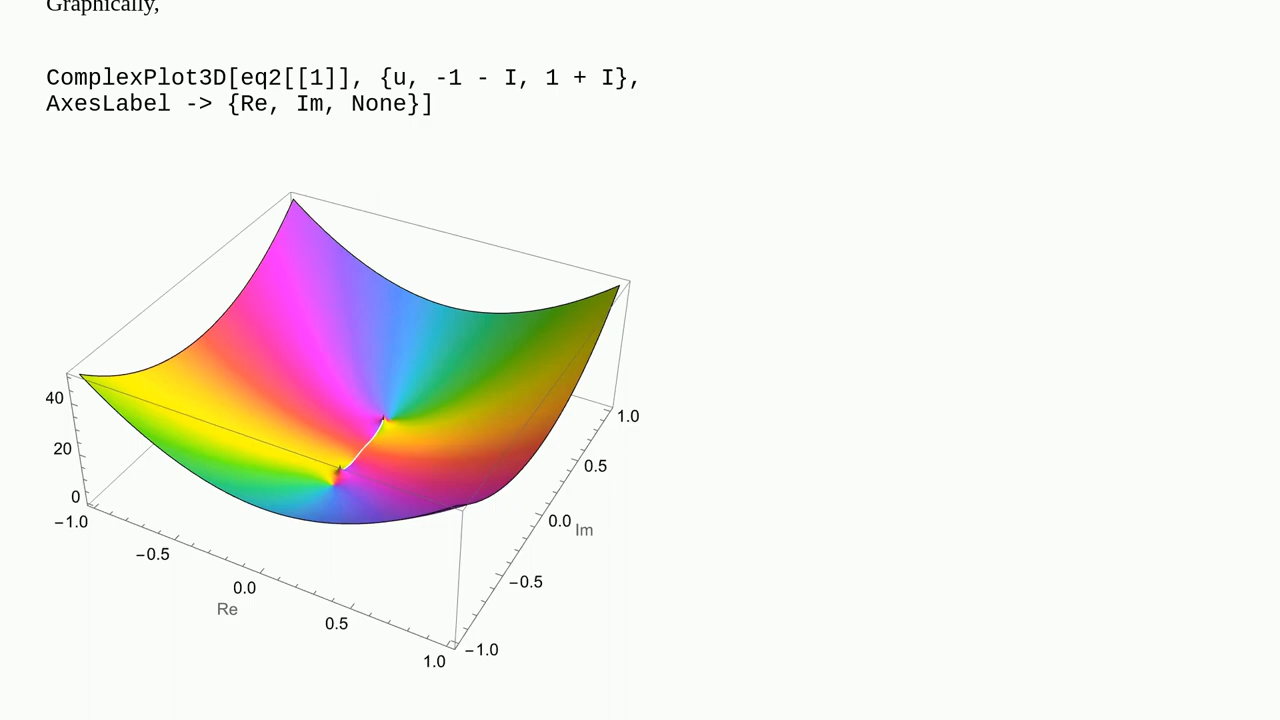 Graphically,
ComplexPlot3D[eq2[[1]], {u, -1 - I, 1 + I},
AxesLabel -> {Re, Im, None}]
40
20
0
−1.0
−0.5
0.0
0.5
1.0
Re
1.0
0.5
0.0
−0.5
−1.0
Im